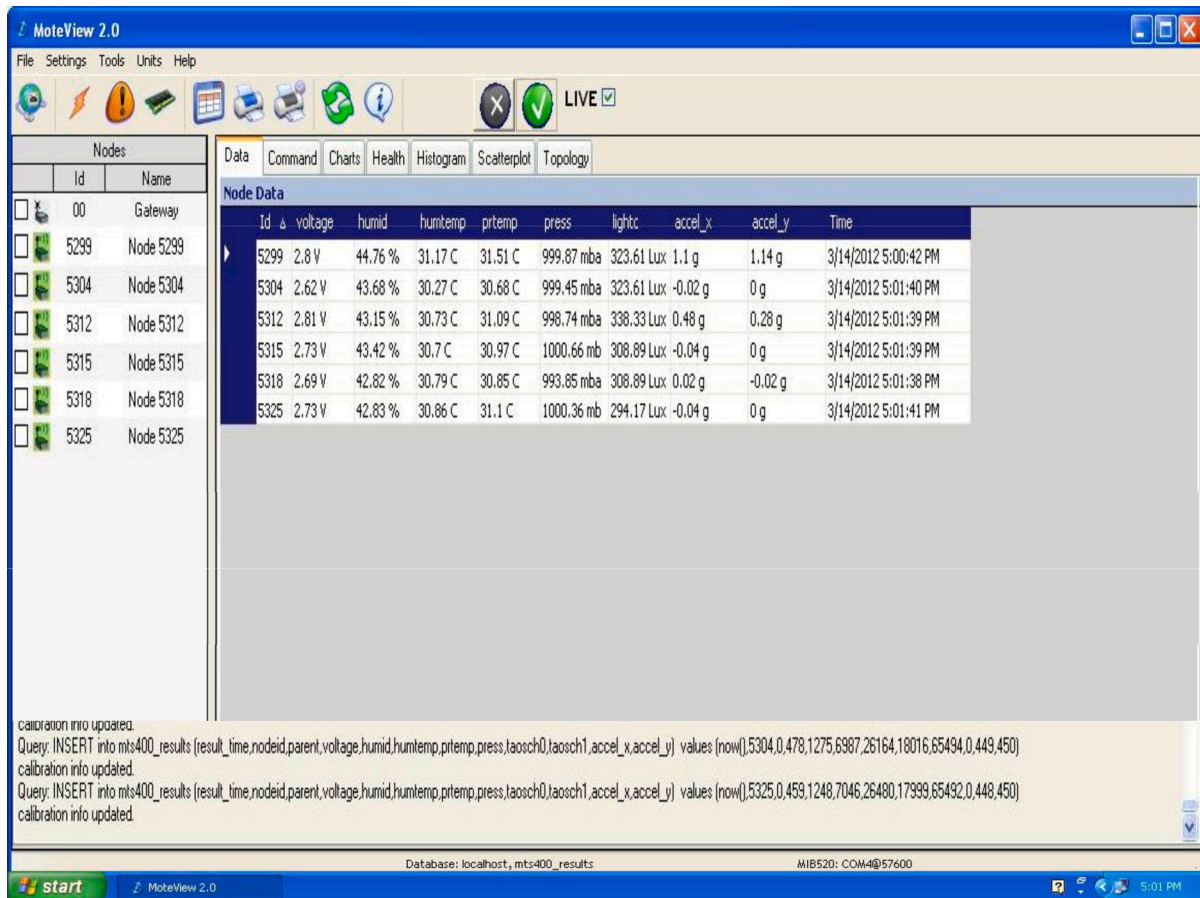 MoteView 2.0
File Settings Tools Units Help
LIVE
Nodes
Id Name
00 Gateway
5299 Node 5299
5304 Node 5304
5312 Node 5312
5315 Node 5315
5318 Node 5318
5325 Node 5325
Data Command Charts Health Histogram Scatterplot Topology
Node Data
Id voltage humid humtemp prtemp press lightc accel_x accel_y Time
5299 2.8 V 44.76 % 31.17 C 31.51 C 999.87 mba 323.61 Lux 1.1 g 1.14 g 3/14/2012 5:00:42 PM
5304 2.62 V 43.68 % 30.27 C 30.68 C 999.45 mba 323.61 Lux -0.02 g 0 g 3/14/2012 5:01:40 PM
5312 2.81 V 43.15 % 30.73 C 31.09 C 998.74 mba 338.33 Lux 0.48 g 0.28 g 3/14/2012 5:01:39 PM
5315 2.73 V 43.42 % 30.7 C 30.97 C 1000.66 mb 308.89 Lux -0.04 g 0 g 3/14/2012 5:01:39 PM
5318 2.69 V 42.82 % 30.79 C 30.85 C 993.85 mba 308.89 Lux 0.02 g -0.02 g 3/14/2012 5:01:38 PM
5325 2.73 V 42.83 % 30.86 C 31.1 C 1000.36 mb 294.17 Lux -0.04 g 0 g 3/14/2012 5:01:41 PM
calibration info updated.
Query: INSERT into mts400_results (result_time,nodeid,parent,voltage,humid,humtemp,prtemp,press,taosch0,taosch1,accel_x,accel_y) values (now(),5304,0,478,1275,6987,26164,18016,65494,0,449,450)
calibration info updated.
Query: INSERT into mts400_results (result_time,nodeid,parent,voltage,humid,humtemp,prtemp,press,taosch0,taosch1,accel_x,accel_y) values (now(),5325,0,459,1248,7046,26480,17999,65492,0,448,450)
calibration info updated.
Database: localhost, mts400_results MIB520: COM4@57600
start MoteView 2.0 5:01 PM